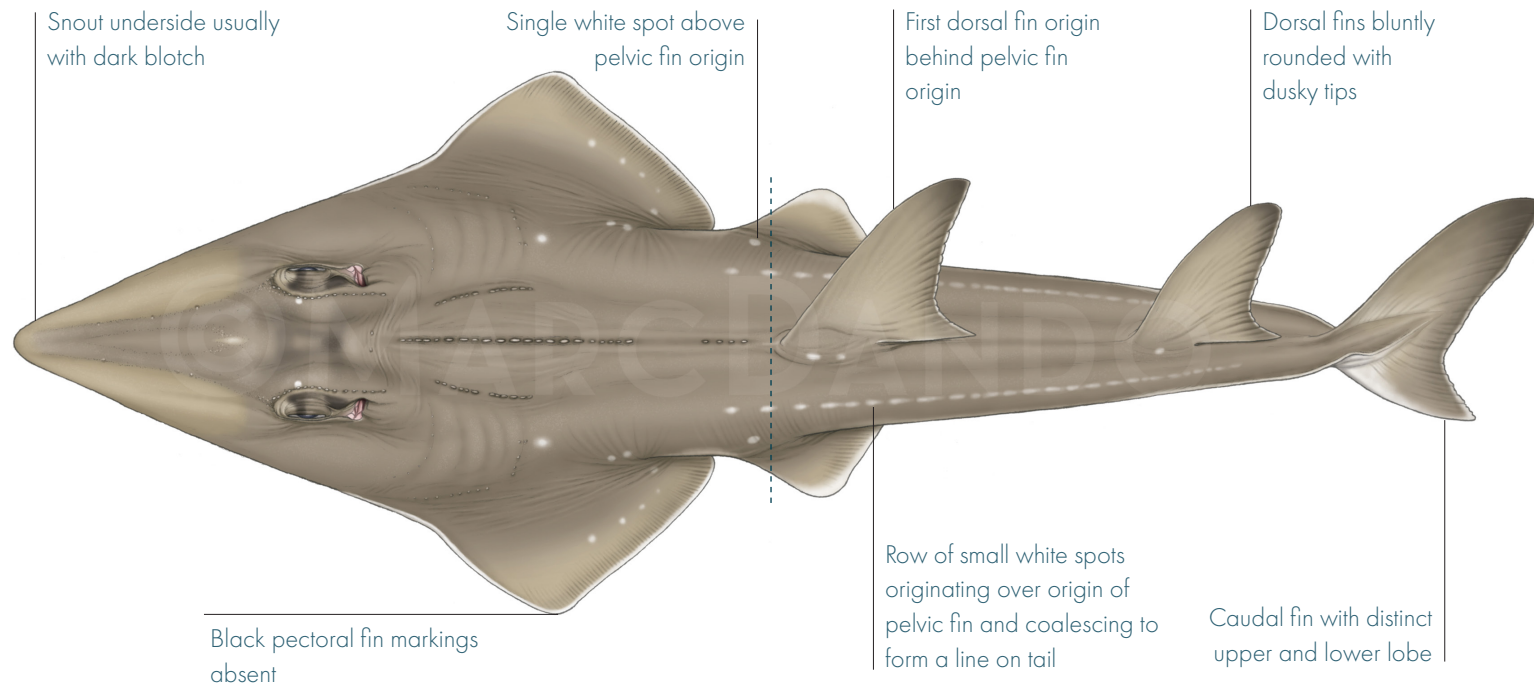 Snout underside usually
with dark blotch
Single white spot above
pelvic fin origin
First dorsal fin origin
behind pelvic fin
origin
Dorsal fins bluntly
rounded with
dusky tips
© MARC DANDO
Black pectoral fin markings
absent
Row of small white spots
originating over origin of
pelvic fin and coalescing to
form a line on tail
Caudal fin with distinct
upper and lower lobe